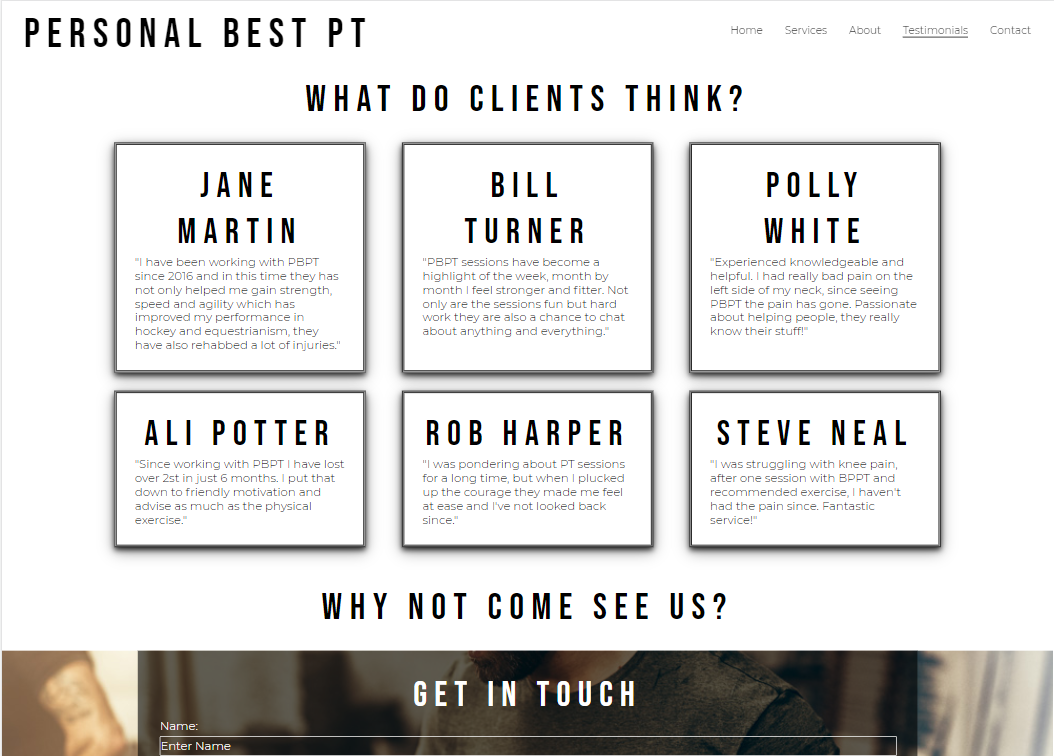 PERSONAL BEST PT
Home Services About Testimonials Contact
WHAT DO CLIENTS THINK?
JANE
MARTIN
"I have been working with PBPT
since 2016 and in this time they has
not only helped me gain strength,
speed and agility which has
improved my performance in
hockey and equestrianism, they
have also rehabbed a lot of injuries."
BILL
TURNER
"PBPT sessions have become a
highlight of the week, month by
month I feel stronger and fitter. Not
only are the sessions fun but hard
work they are also a chance to chat
about anything and everything."
POLLY
WHITE
"Experienced knowledgeable and
helpful. I had really bad pain on the
left side of my neck, since seeing
PBPT the pain has gone. Passionate
about helping people, they really
know their stuff!"
ALI POTTER
"Since working with PBPT I have lost
over 2st in just 6 months. I put that
down to friendly motivation and
advise as much as the physical
exercise."
ROB HARPER
"I was pondering about PT sessions
for a long time, but when I plucked
up the courage they made me feel
at ease and I've not looked back
since."
STEVE NEAL
"I was struggling with knee pain,
after one session with BPPT and
recommended exercise, I haven't
had the pain since. Fantastic
service!"
WHY NOT COME SEE US?
GET IN TOUCH
Name:
Enter Name